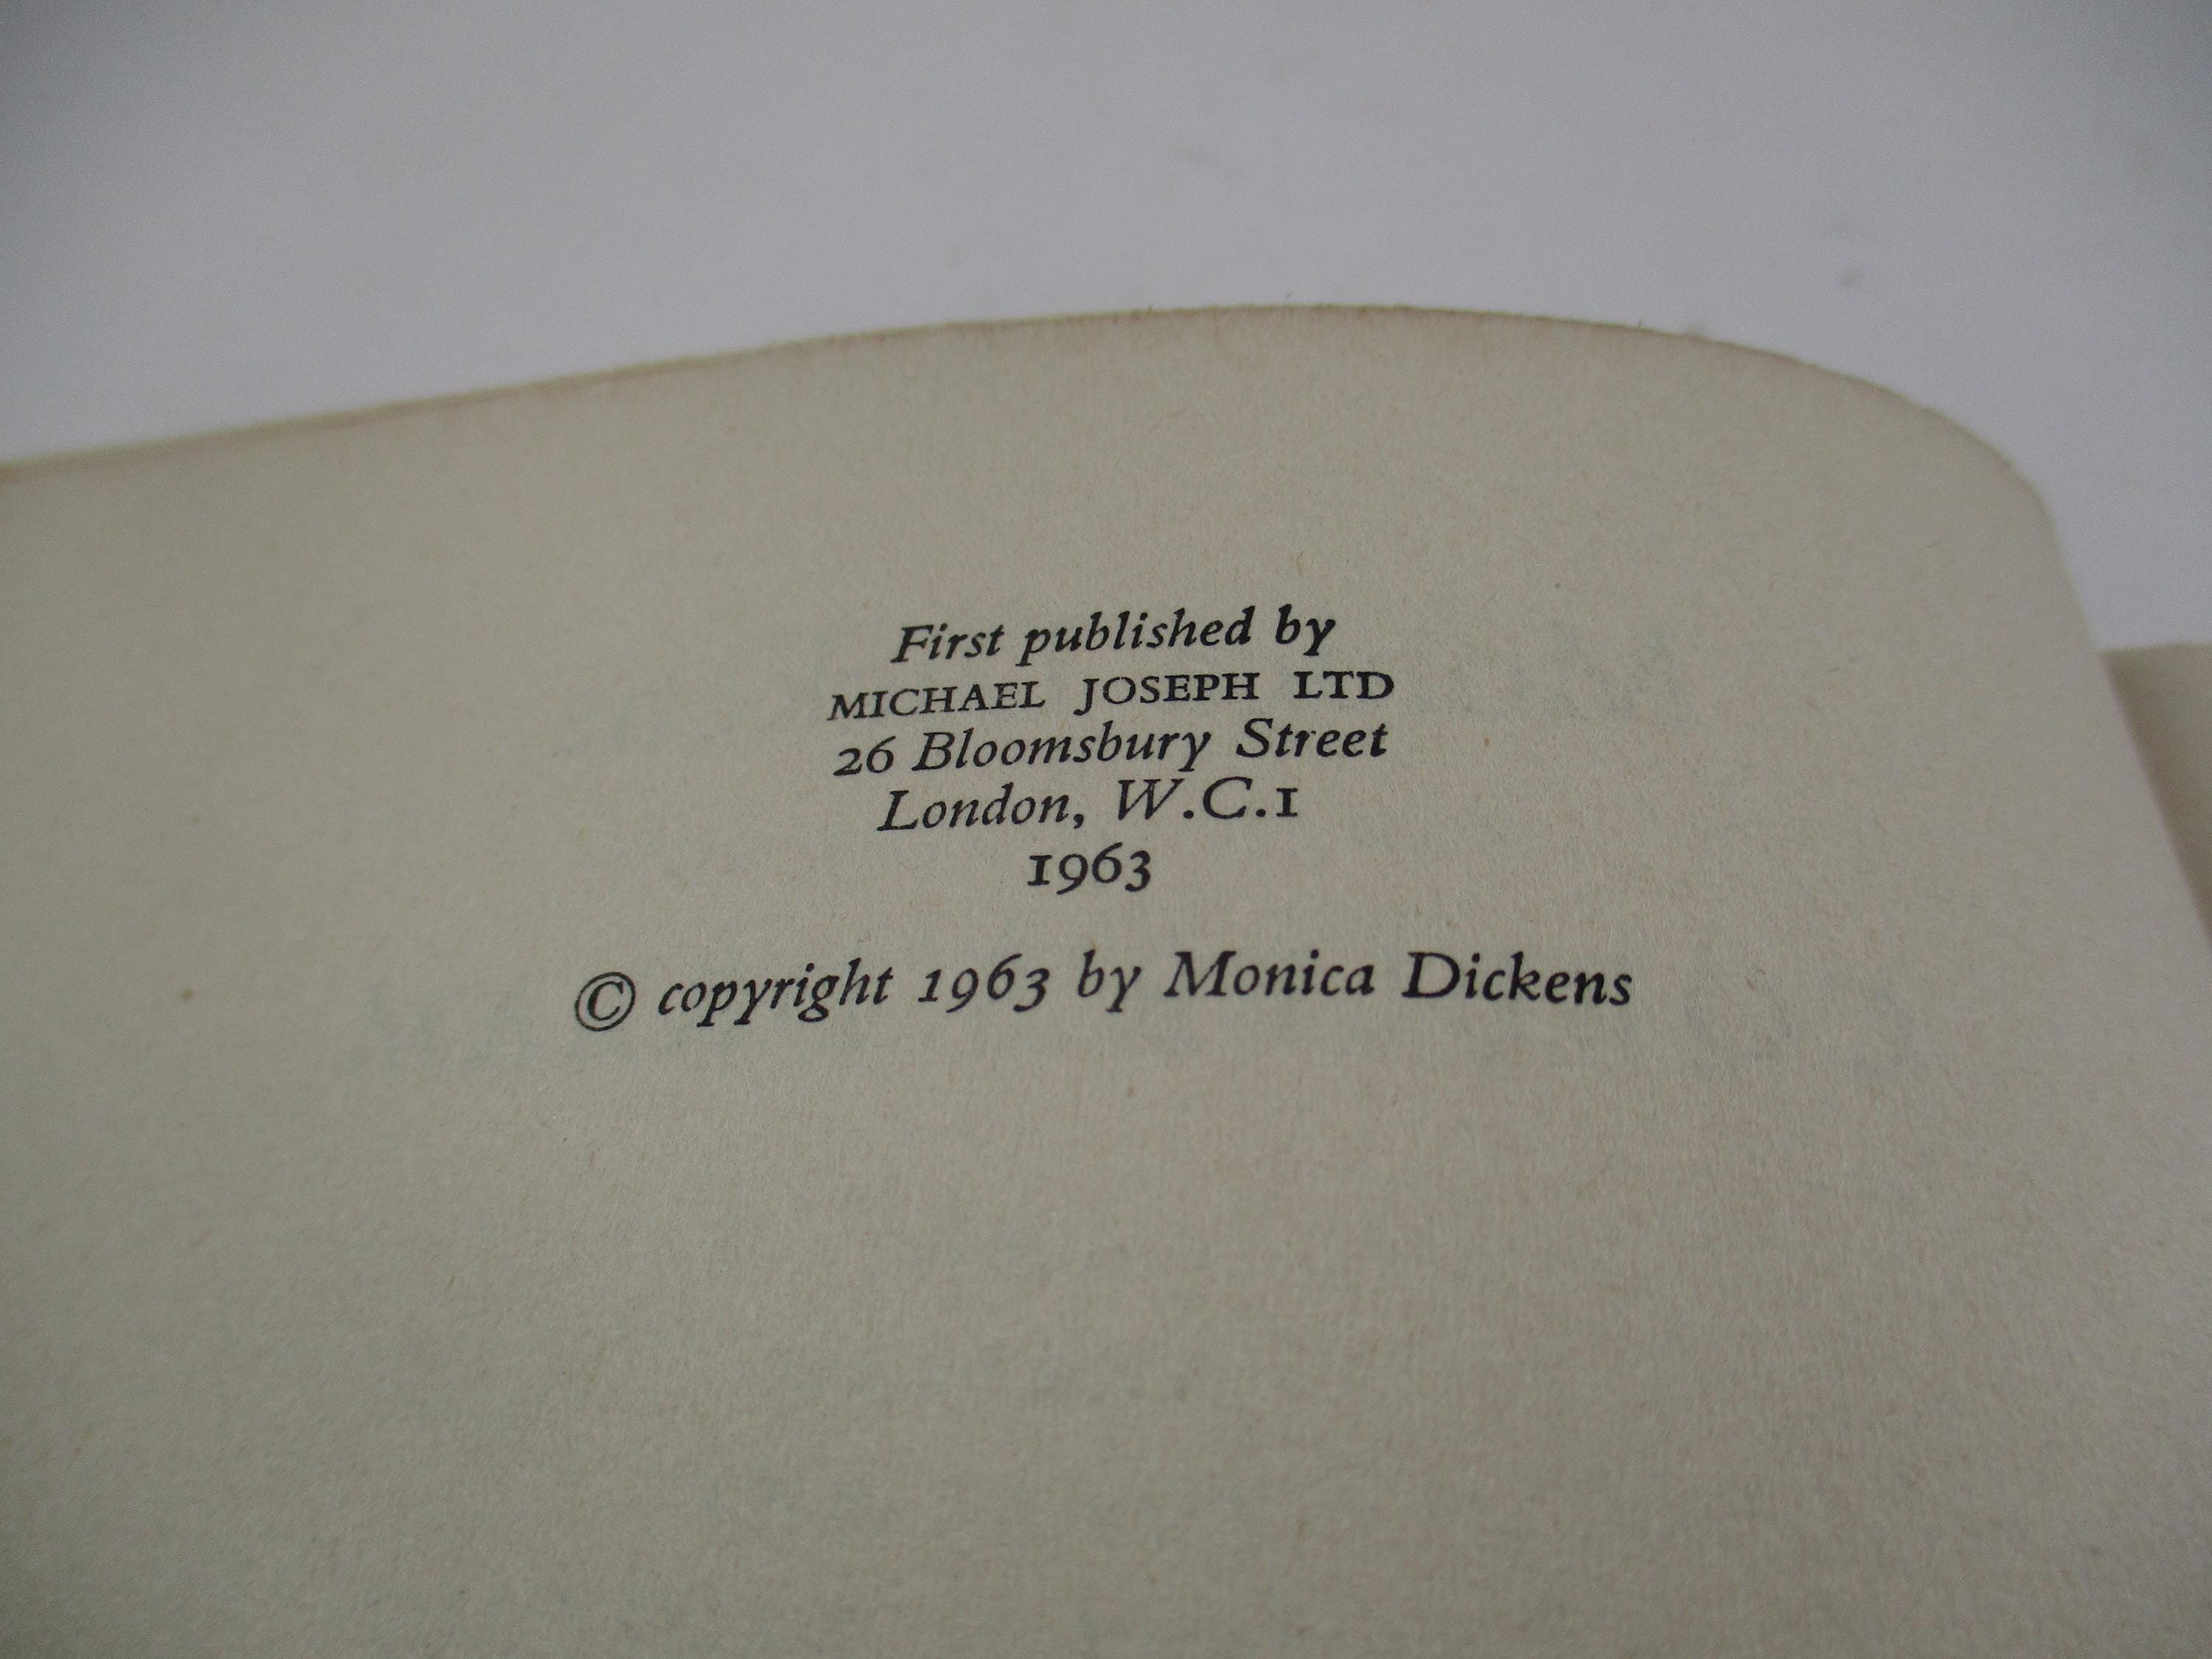 First published by
MICHAEL JOSEPH LTD
26 Bloomsbury Street
London, W.C.1
1963
© copyright 1963 by Monica Dickens